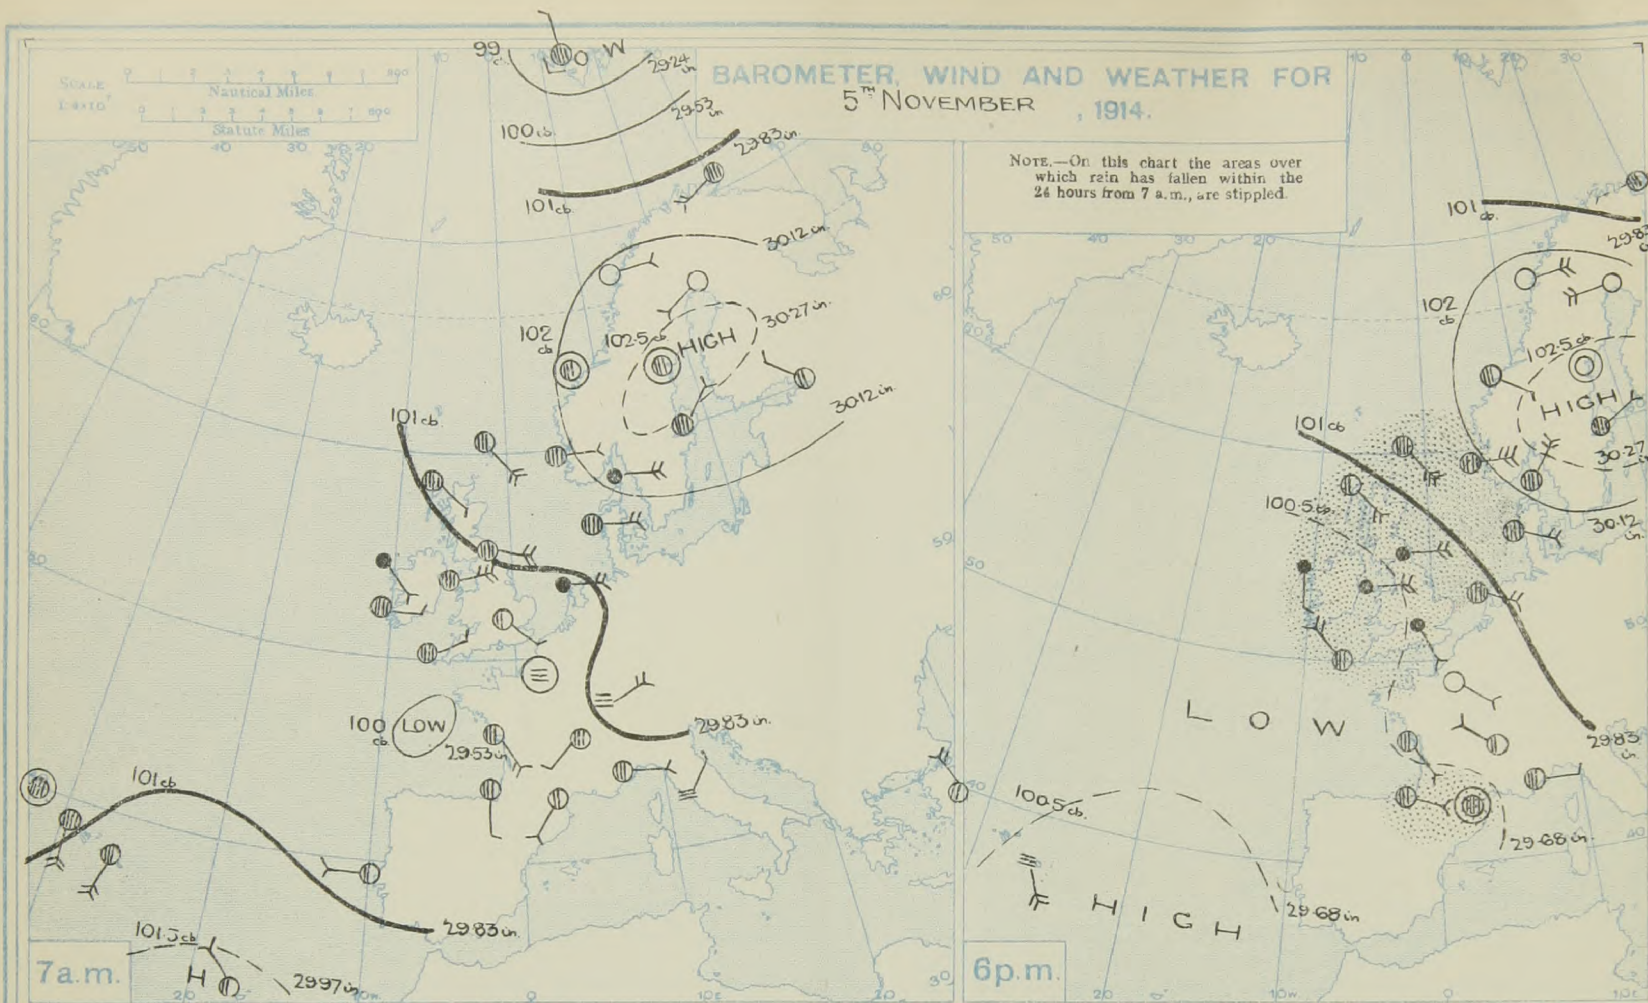 BAROMETER, WIND AND WEATHER FOR
5TH NOVEMBER , 1914.
SCALE
Nautical Miles
Statute Miles
NOTE.—On this chart the areas over
which rain has fallen within the
24 hours from 7 a.m., are stippled.
99
LOW
29·24 in
100 cb.
29·53 in
101 cb.
29·83 in.
30·12 in.
102 cb
102·5 cb
HIGH
30·27 in.
30·12 in.
101 cb
100 cb.
LOW
29·53 in
29·83 in.
101 cb
29·83 in.
101·5 cb
H
29·97 in
7a.m.
101 cb.
29·83
102 cb
102·5 cb
HIGH
30·27
30·12 in.
101 cb
100·5 cb.
LOW
29·83 in
100·5 cb.
29·68 in.
HIGH
29·68 in
6p.m.